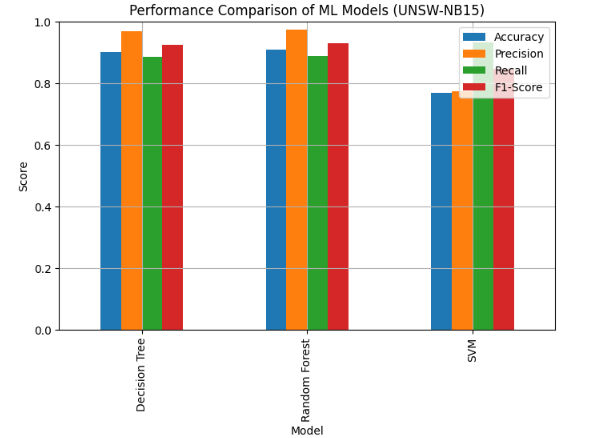 Performance Comparison of ML Models (UNSW-NB15)
Accuracy
Precision
Recall
F1-Score
Score
1.0
0.8
0.6
0.4
0.2
0.0
Decision Tree
Random Forest
SVM
Model